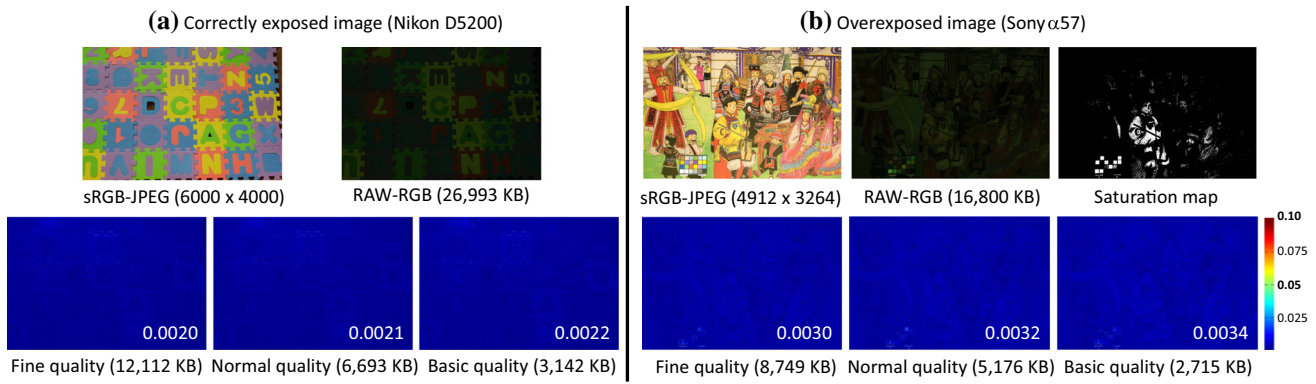 (a) Correctly exposed image (Nikon D5200)
sRGB-JPEG (6000 x 4000)
RAW-RGB (26,993 KB)
0.0020
0.0021
0.0022
Fine quality (12,112 KB)
Normal quality (6,693 KB)
Basic quality (3,142 KB)
(b) Overexposed image (Sony α57)
sRGB-JPEG (4912 x 3264)
RAW-RGB (16,800 KB)
Saturation map
0.0030
0.0032
0.0034
0.10
0.05
0.025
Fine quality (8,749 KB)
Normal quality (5,176 KB)
Basic quality (2,715 KB)